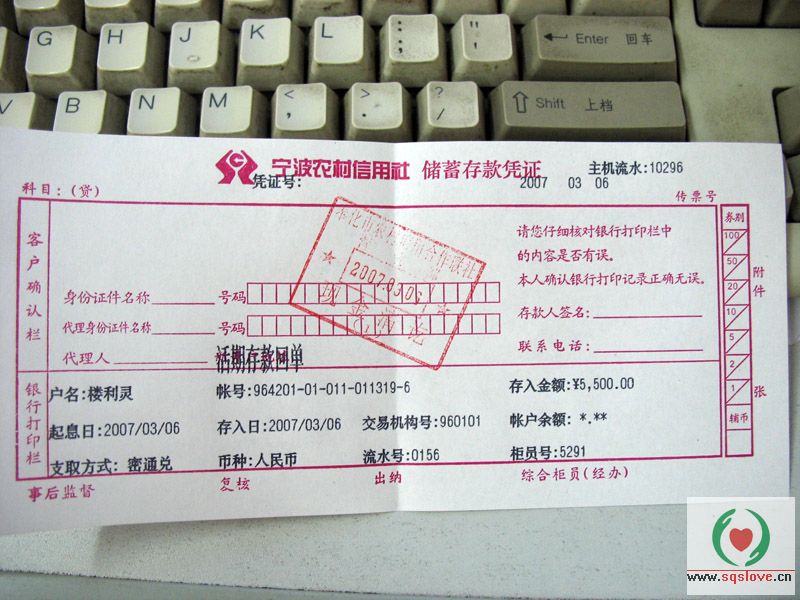 G H J K L : ; " ' Enter 回车
V B N M < , > . ? / Shift 上档
宁波农村信用社 储蓄存款凭证 主机流水:10296
凭证号: 2007 03 06
科目:(贷) 传票号
客户确认栏
请您仔细核对银行打印栏中
的内容是否有误。
本人确认银行打印记录正确无误。
身份证件名称 号码
存款人签名:
代理身份证件名称 号码
联系电话:
代理人
活期存款回单
2007.03.06
现金清讫
券别
100
50
20
10
5
2
1
辅币
附件
张
银行打印栏
户名:楼利灵 帐号:964201-01-011-011319-6 存入金额:¥5,500.00
起息日:2007/03/06 存入日:2007/03/06 交易机构号:960101 帐户余额: *.**
支取方式: 密通兑 币种:人民币 流水号:0156 柜员号:5291
事后监督 复核 出纳 综合柜员(经办)
www.sqslove.cn